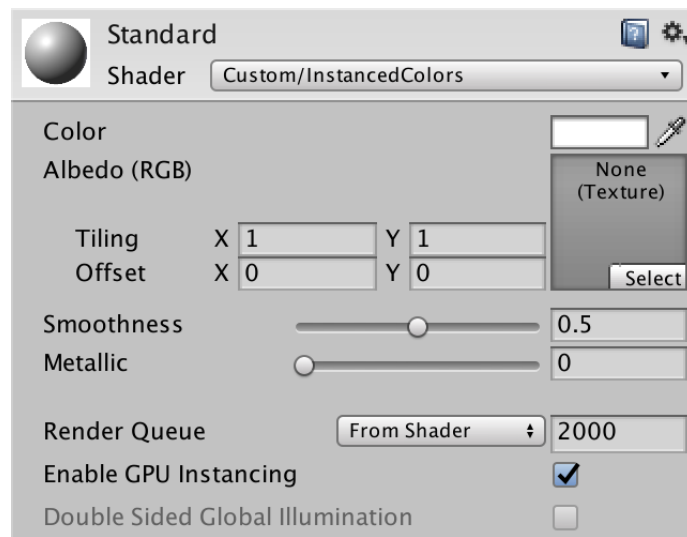 Standard
Shader Custom/InstancedColors
Color
Albedo (RGB)
None
(Texture)
Tiling X 1 Y 1
Offset X 0 Y 0
Select
Smoothness 0.5
Metallic 0
Render Queue From Shader 2000
Enable GPU Instancing
Double Sided Global Illumination